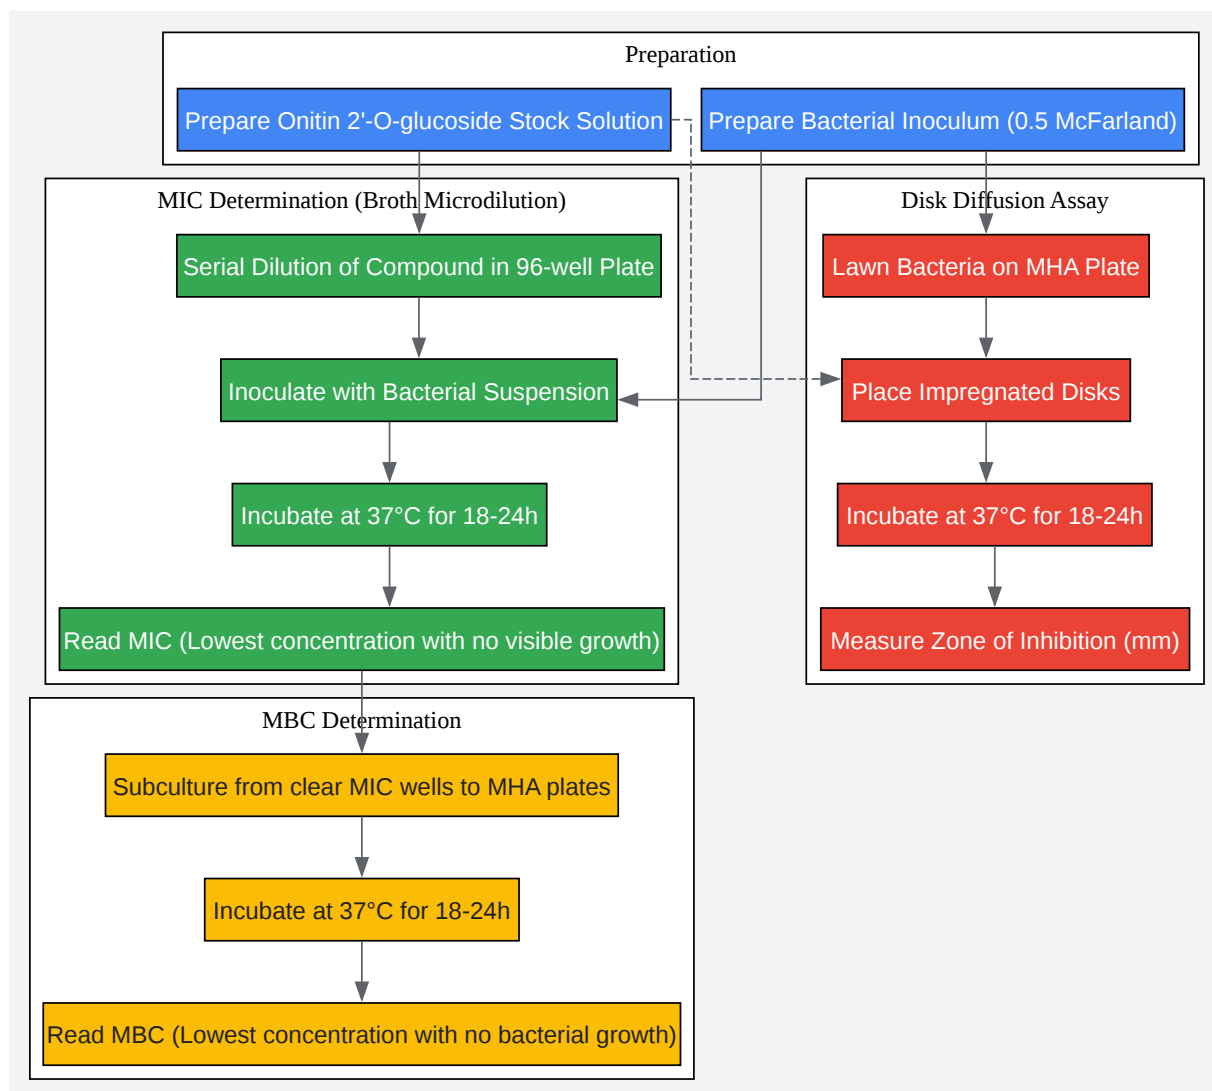 Preparation
Prepare Onitin 2'-O-glucoside Stock Solution
Prepare Bacterial Inoculum (0.5 McFarland)
MIC Determination (Broth Microdilution)
Serial Dilution of Compound in 96-well Plate
Inoculate with Bacterial Suspension
Incubate at 37°C for 18-24h
Read MIC (Lowest concentration with no visible growth)
Disk Diffusion Assay
Lawn Bacteria on MHA Plate
Place Impregnated Disks
Incubate at 37°C for 18-24h
Measure Zone of Inhibition (mm)
MBC Determination
Subculture from clear MIC wells to MHA plates
Incubate at 37°C for 18-24h
Read MBC (Lowest concentration with no bacterial growth)